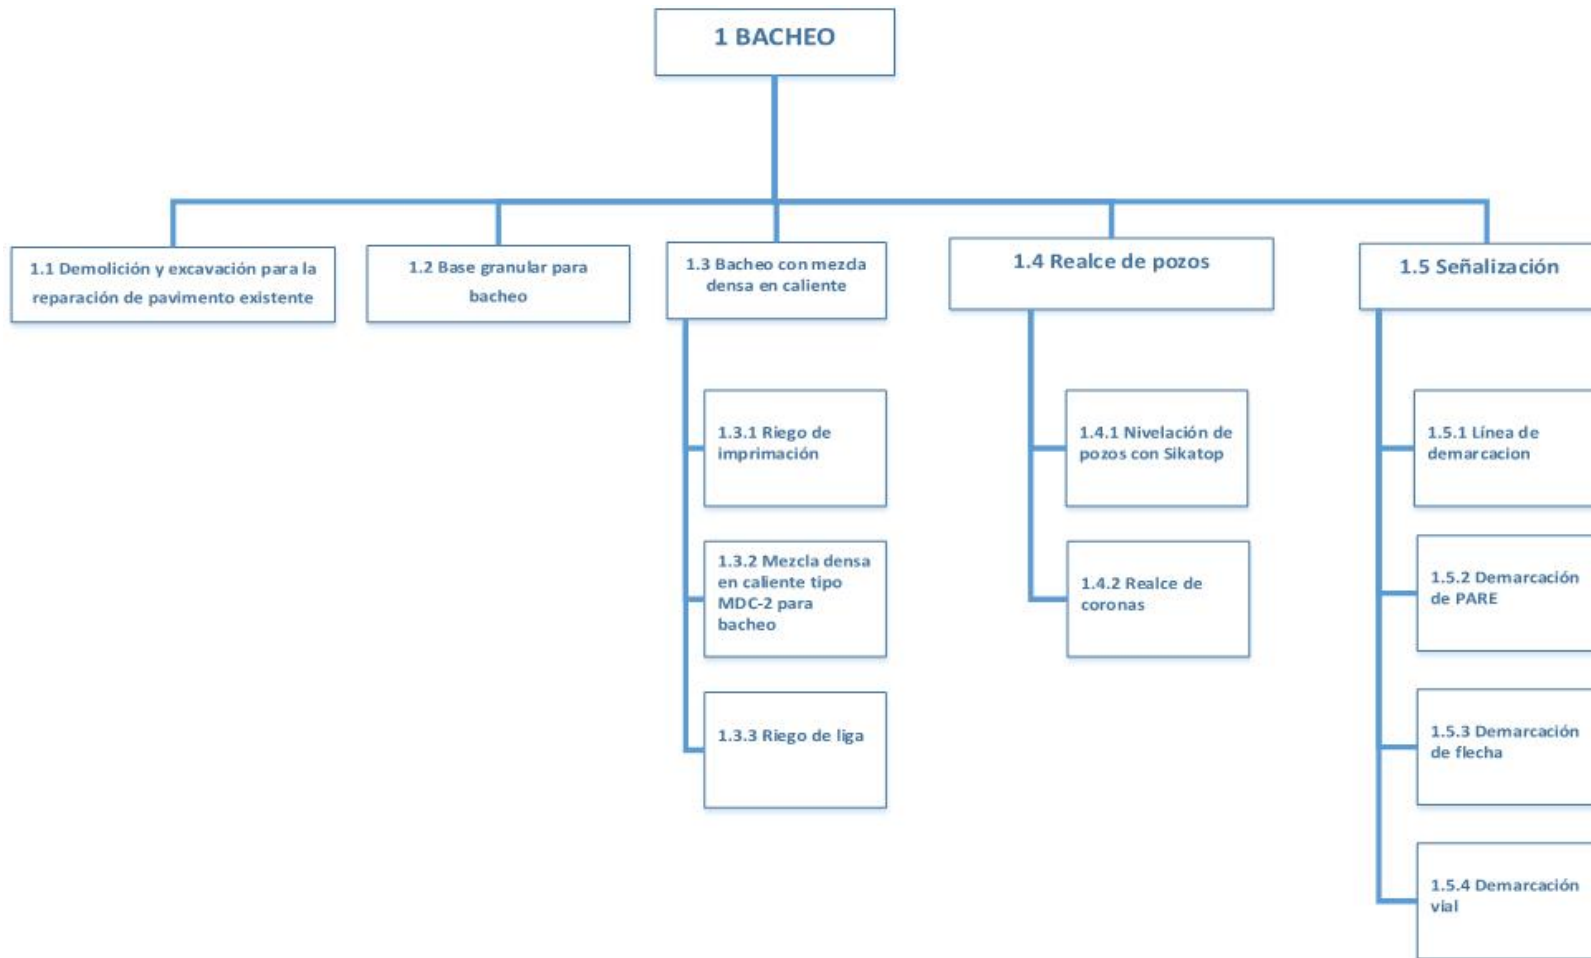 1 BACHEO
1.1 Demolición y excavación para la
reparación de pavimento existente
1.2 Base granular para
bacheo
1.3 Bacheo con mezcla
densa en caliente
1.4 Realce de pozos
1.5 Señalización
1.3.1 Riego de
imprimación
1.3.2 Mezcla densa
en caliente tipo
MDC-2 para
bacheo
1.3.3 Riego de liga
1.4.1 Nivelación de
pozos con Sikatop
1.4.2 Realce de
coronas
1.5.1 Línea de
demarcacion
1.5.2 Demarcación
de PARE
1.5.3 Demarcación
de flecha
1.5.4 Demarcación
vial